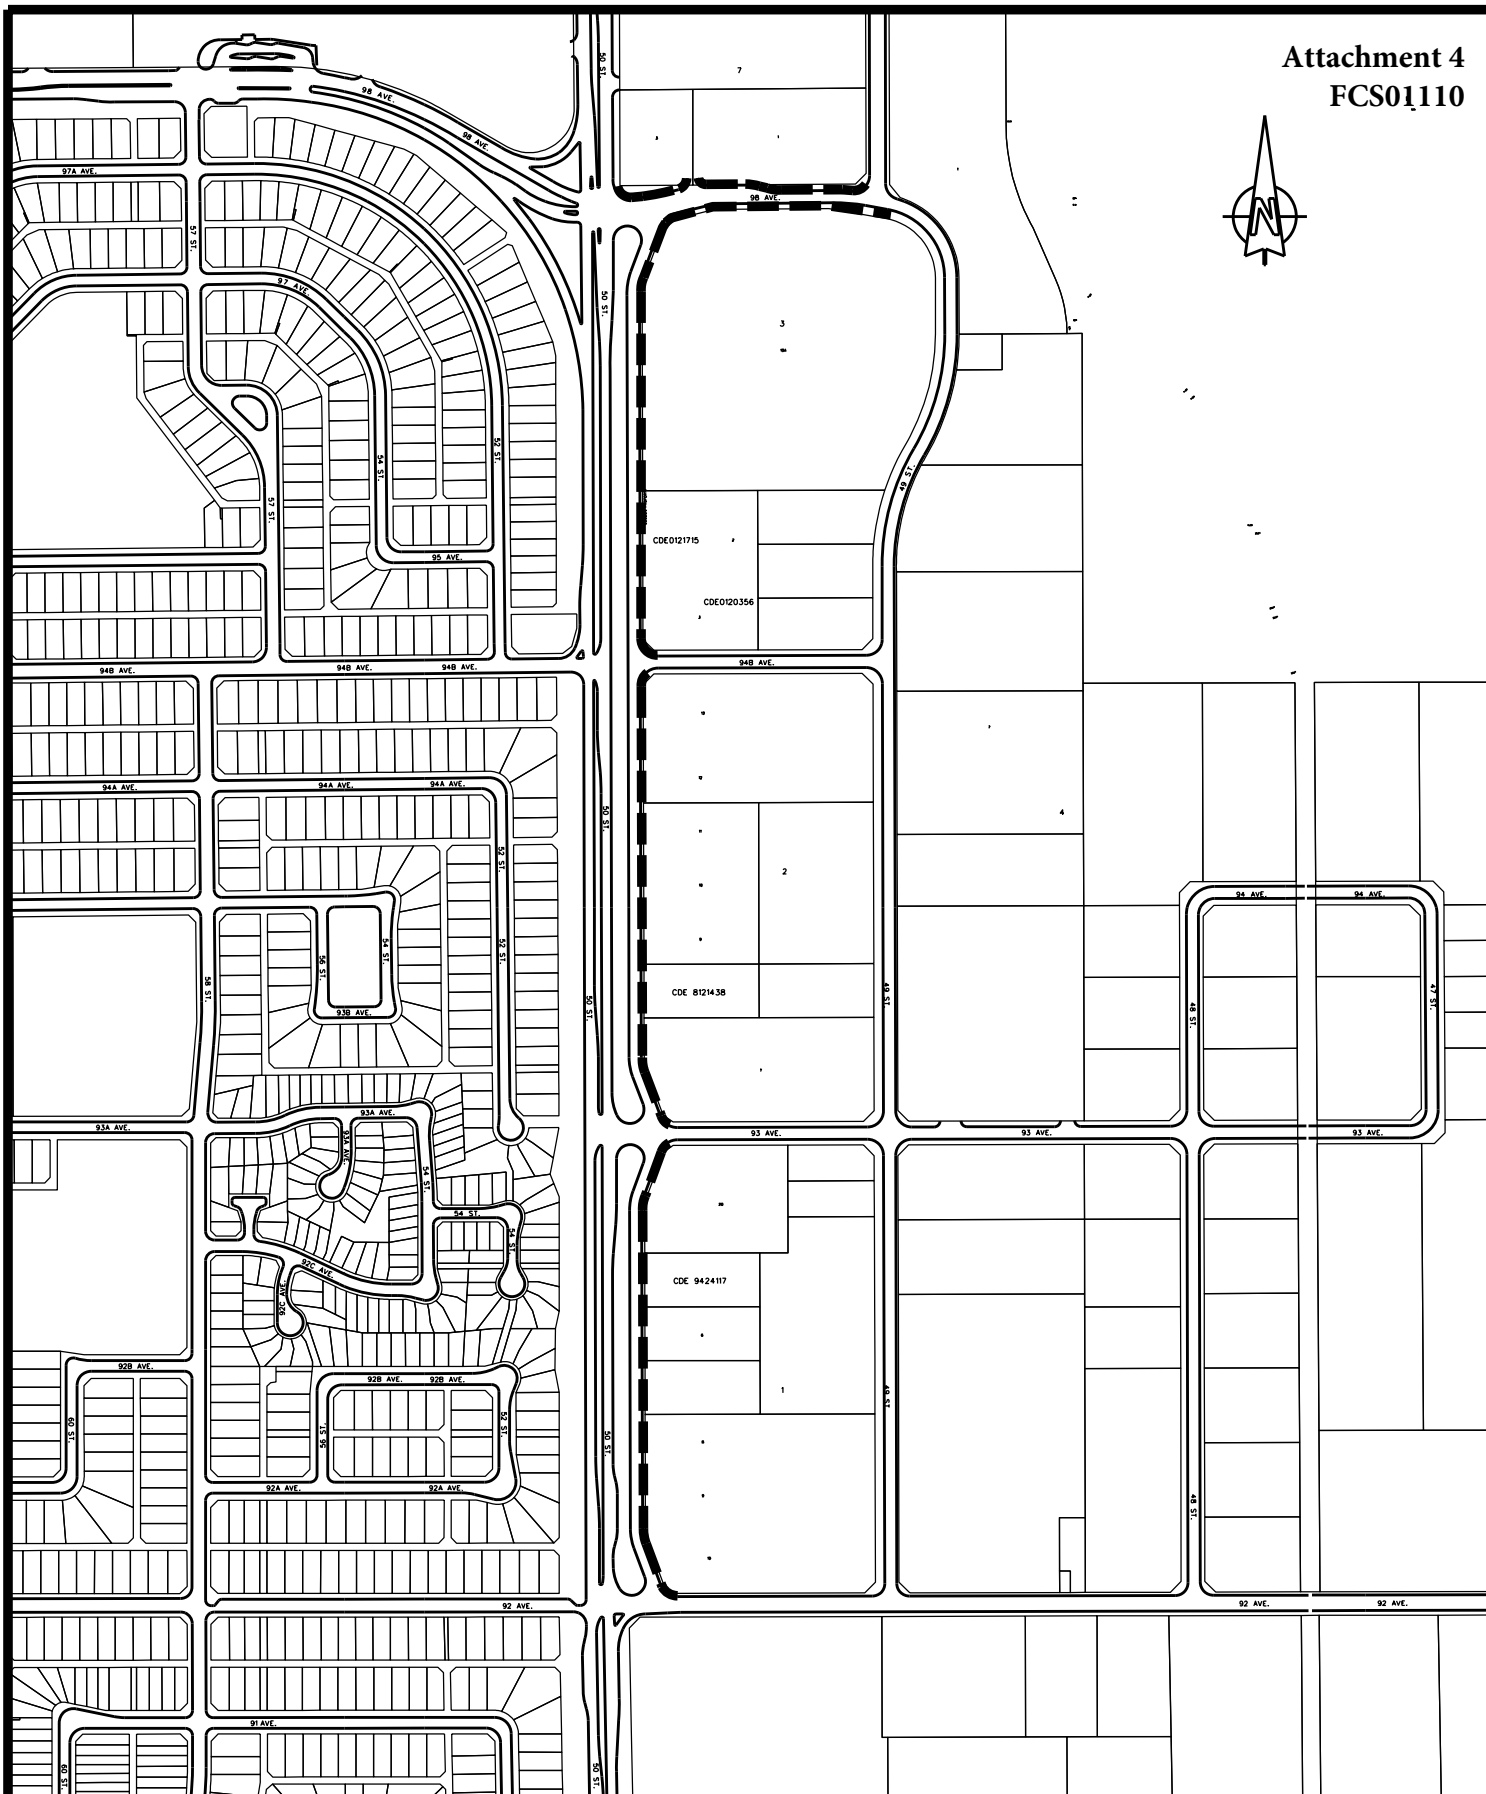 Attachment 4
FCS01110
N
50 ST.
7
98 AVE.
98 AVE.
97A AVE.
98 AVE.
57 ST.
97 AVE.
50 ST.
3
52 ST.
54 ST.
49 ST.
57 ST.
CDE0121715
95 AVE.
CDE0120356
94B AVE.
94B AVE.
94B AVE.
94B AVE.
94A AVE.
94A AVE.
94A AVE.
50 ST.
4
52 ST.
2
94 AVE.
94 AVE.
54 ST.
52 ST.
56 ST.
58 ST.
CDE 8121438
49 ST.
47 ST.
50 ST.
48 ST.
93B AVE.
93A AVE.
93A AVE.
93 AVE.
93 AVE.
93 AVE.
93A AVE.
54 ST.
54 ST.
54 ST.
92C AVE.
CDE 9424117
92C AVE.
92B AVE.
92B AVE.
92B AVE.
1
49 ST
60 ST.
56 ST.
52 ST.
50 ST.
92A AVE.
92A AVE.
48 ST.
92 AVE.
92 AVE.
92 AVE.
91 AVE.
60 ST.
50 ST.